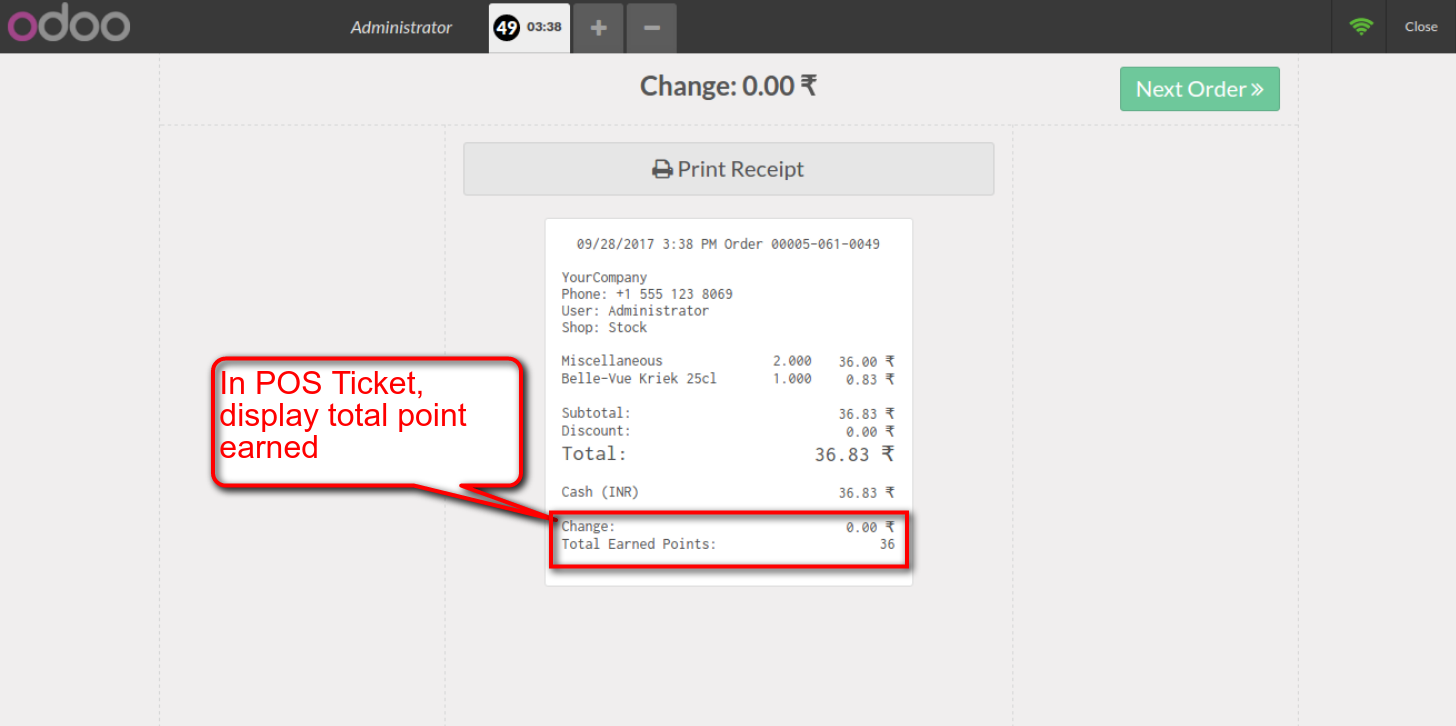 odoo
Administrator 49 03:38 + − Close
Change: 0.00 ₹
Next Order »
Print Receipt
09/28/2017 3:38 PM Order 00005-061-0049
YourCompany
Phone: +1 555 123 8069
User: Administrator
Shop: Stock
Miscellaneous 2.000 36.00 ₹
Belle-Vue Kriek 25cl 1.000 0.83 ₹
Subtotal: 36.83 ₹
Discount: 0.00 ₹
Total: 36.83 ₹
Cash (INR) 36.83 ₹
Change: 0.00 ₹
Total Earned Points: 36
In POS Ticket,
display total point
earned